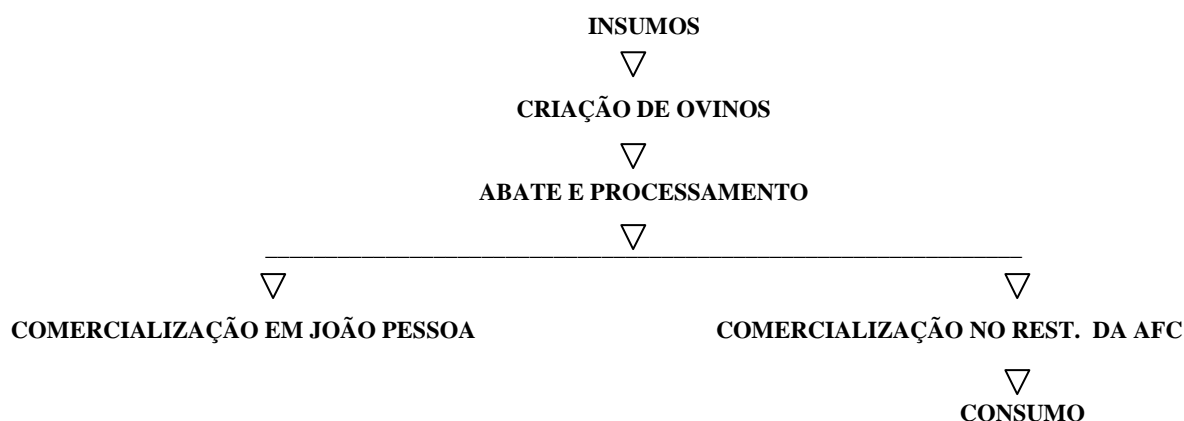 INSUMOS
CRIAÇÃO DE OVINOS
ABATE E PROCESSAMENTO
COMERCIALIZAÇÃO EM JOÃO PESSOA
COMERCIALIZAÇÃO NO REST. DA AFC
CONSUMO